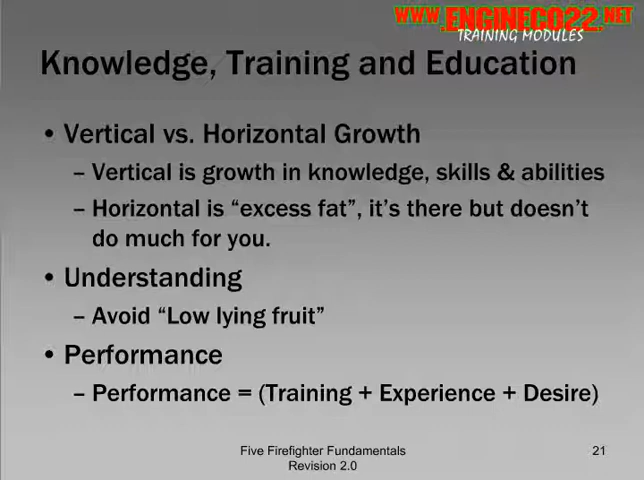 WWW.ENGINECO22.NET
TRAINING MODULES
Knowledge, Training and Education
• Vertical vs. Horizontal Growth
– Vertical is growth in knowledge, skills & abilities
– Horizontal is “excess fat”, it’s there but doesn’t
do much for you.
• Understanding
– Avoid “Low lying fruit”
• Performance
– Performance = (Training + Experience + Desire)
Five Firefighter Fundamentals
Revision 2.0
21